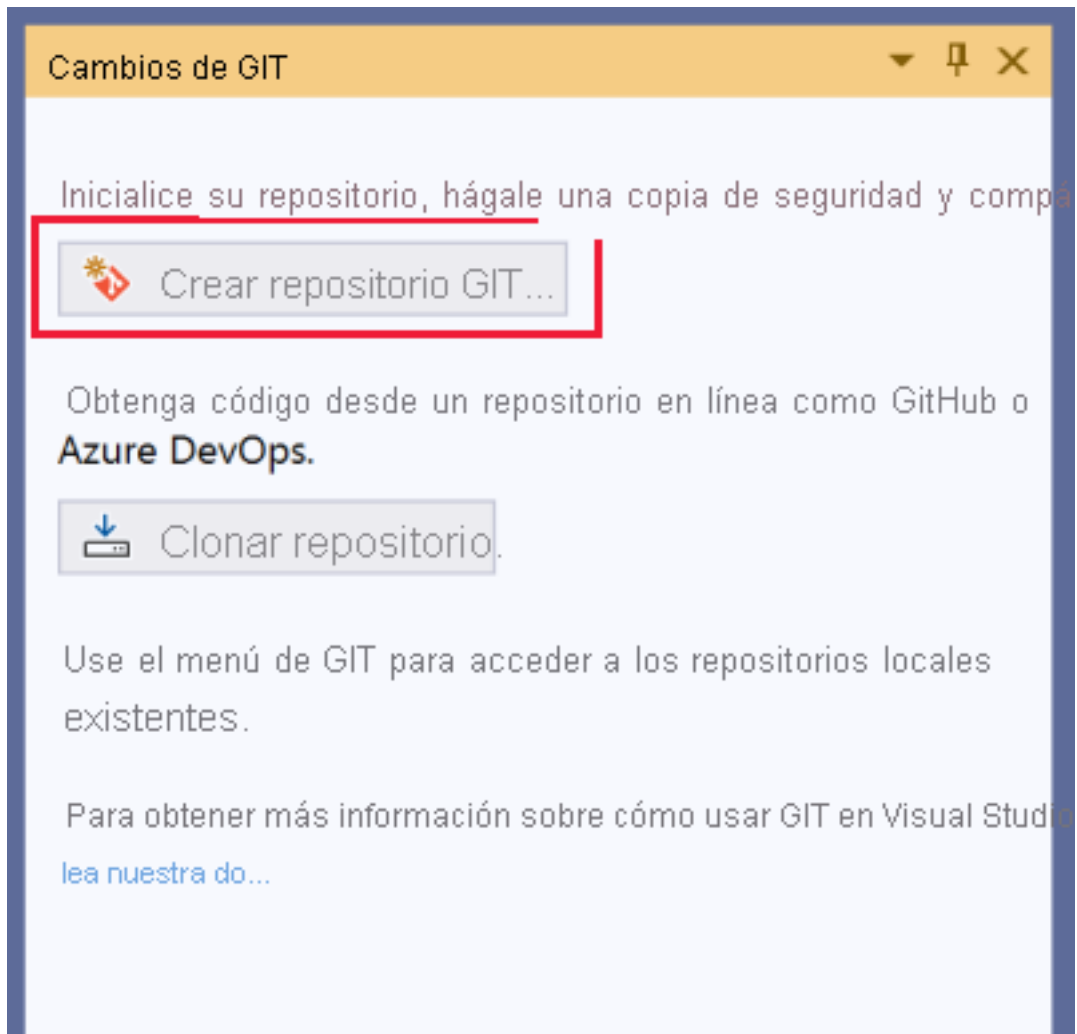 Cambios de GIT
Inicialice su repositorio, hágale una copia de seguridad y compá
Crear repositorio GIT...
Obtenga código desde un repositorio en línea como GitHub o
Azure DevOps.
Clonar repositorio.
Use el menú de GIT para acceder a los repositorios locales
existentes.
Para obtener más información sobre cómo usar GIT en Visual Studio
lea nuestra do...